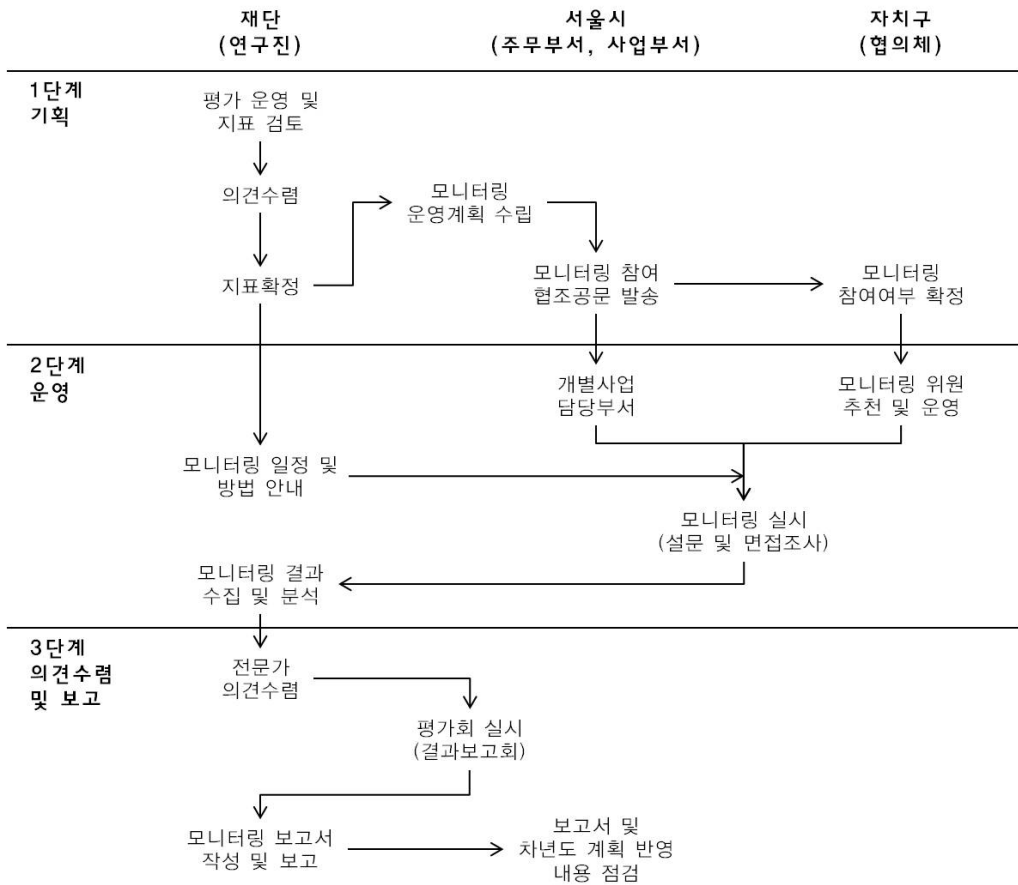 재단
(연구진)
서울시
(주무부서, 사업부서)
자치구
(협의체)
1단계
기획
평가 운영 및
지표 검토
의견수렴
모니터링
운영계획 수립
지표확정
모니터링 참여
협조공문 발송
모니터링
참여여부 확정
2단계
운영
개별사업
담당부서
모니터링 위원
추천 및 운영
모니터링 일정 및
방법 안내
모니터링 실시
(설문 및 면접조사)
모니터링 결과
수집 및 분석
3단계
의견수렴
및 보고
전문가
의견수렴
평가회 실시
(결과보고회)
모니터링 보고서
작성 및 보고
보고서 및
차년도 계획 반영
내용 점검